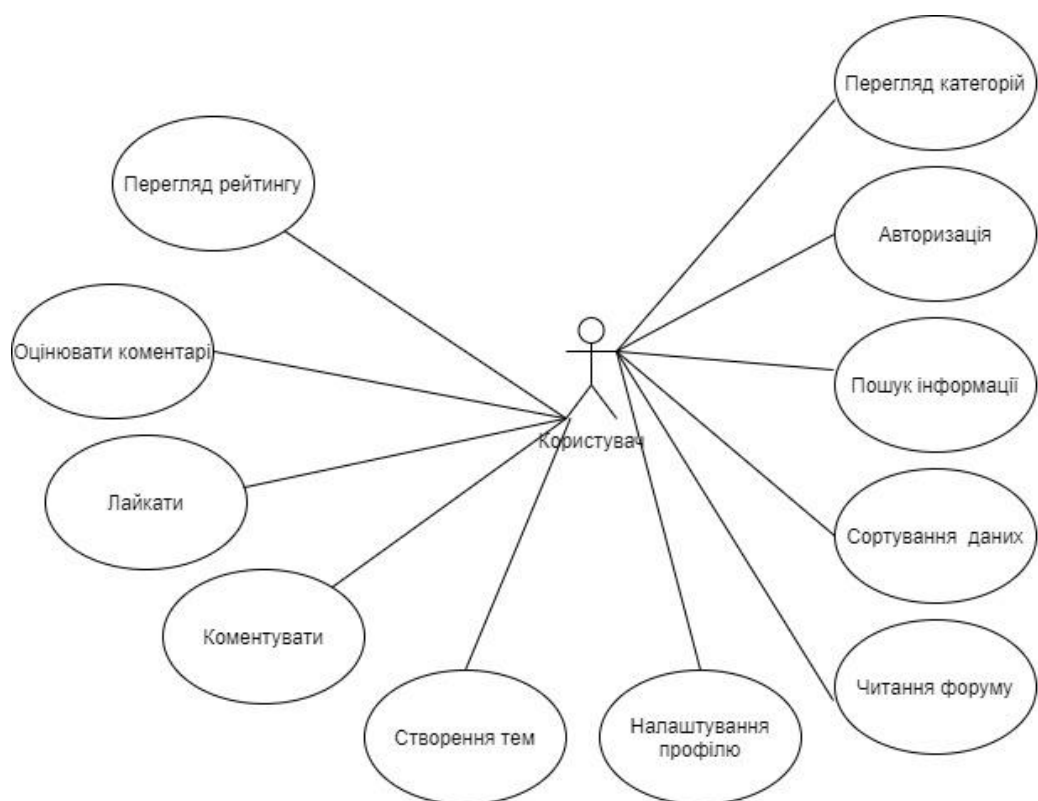 Перегляд категорій
Перегляд рейтингу
Авторизація
Оцінювати коментарі
Пошук інформації
Користувач
Лайкати
Сортування даних
Коментувати
Читання форуму
Створення тем
Налаштування
профілю